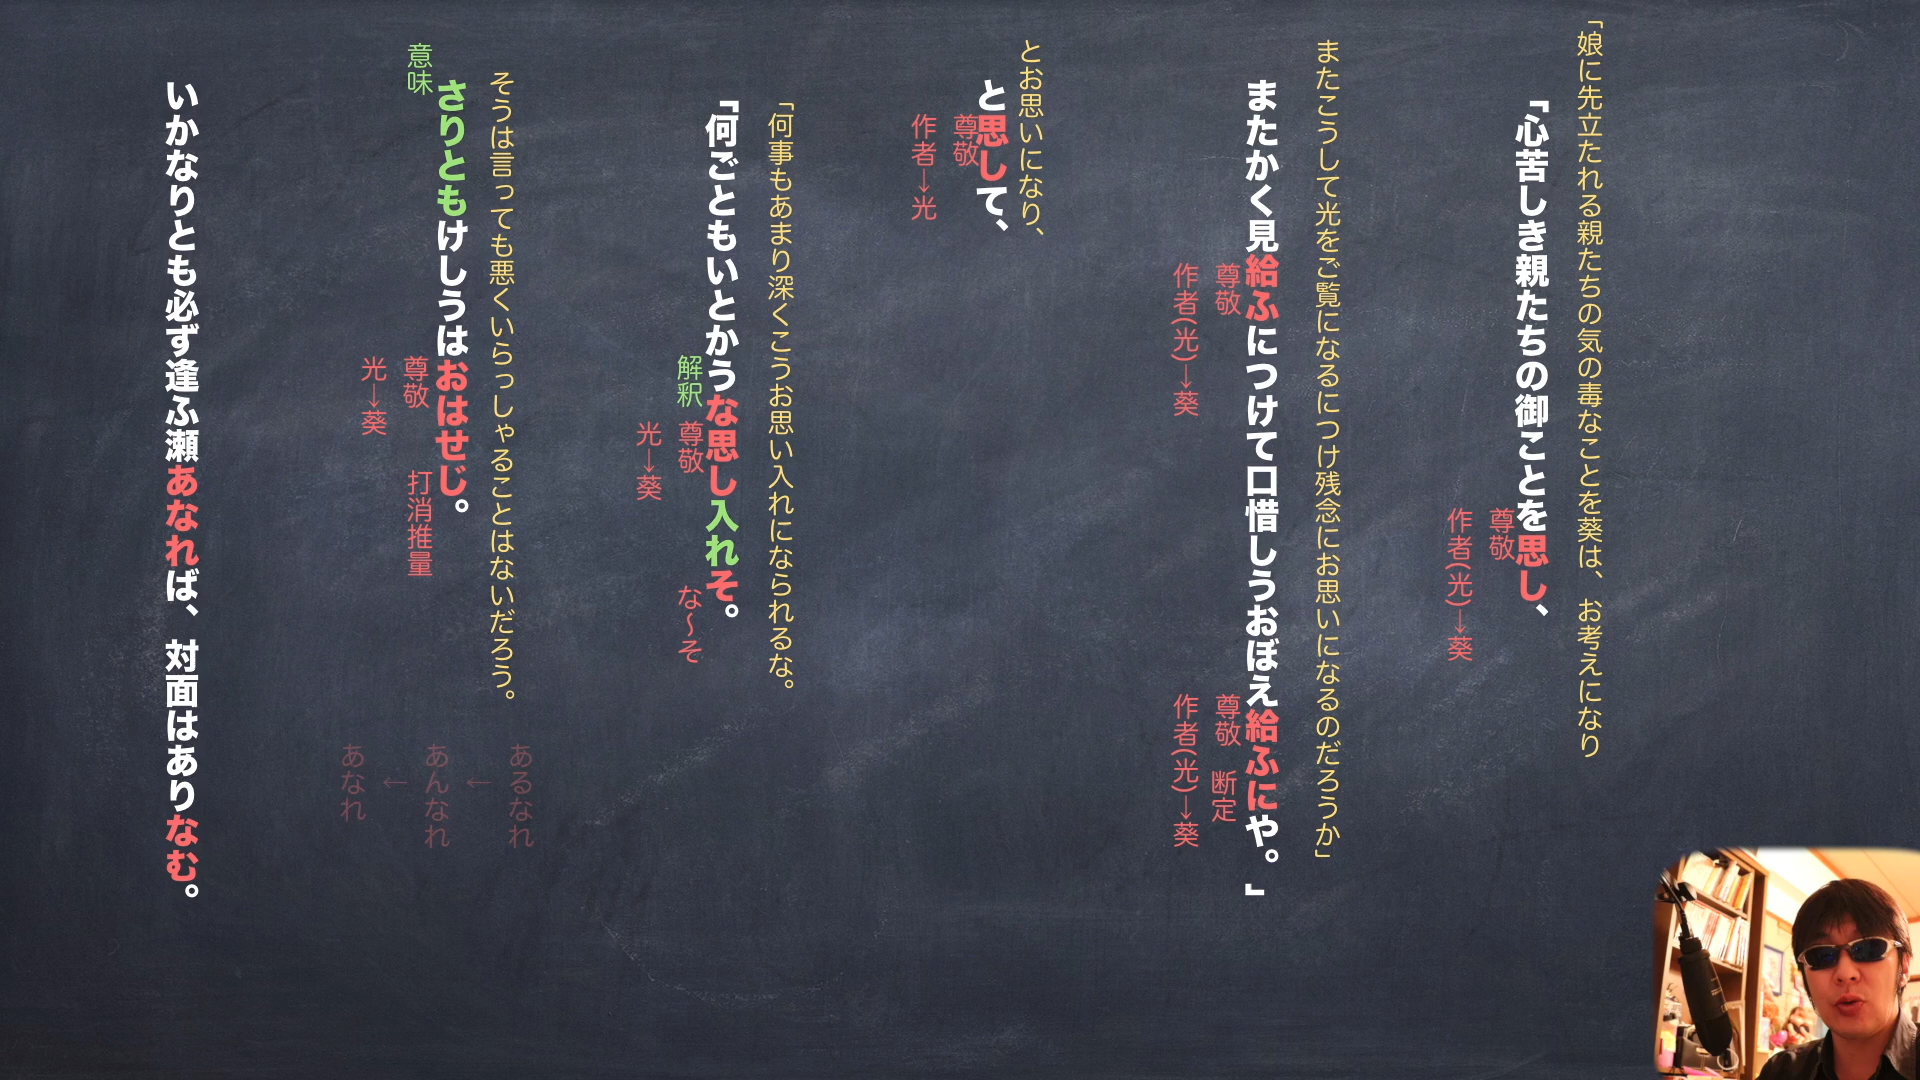 「娘に先立たれる親たちの気の毒なことを葵は、お考えになり
「心苦しき親たちの御ことを思し、
尊敬
作者(光)→葵
またこうして光をご覧になるにつけ残念にお思いになるのだろうか」
またかく見給ふにつけて口惜しうおぼえ給ふにや。」
尊敬
作者(光)→葵
尊敬
断定
作者(光)→葵
とお思いになり、
と思して、
尊敬
作者→光
「何事もあまり深くこうお思い入れになられるな。
「何ごともいとかうな思し入れそ。
解釈
尊敬
な〜そ
光→葵
そうは言っても悪くいらっしゃることはないだろう。
さりともけしうはおはせじ。
意味
尊敬
打消推量
光→葵
あるなれ
←
あんなれ
←
あなれ
いかなりとも必ず逢ふ瀬あなれば、対面はありなむ。